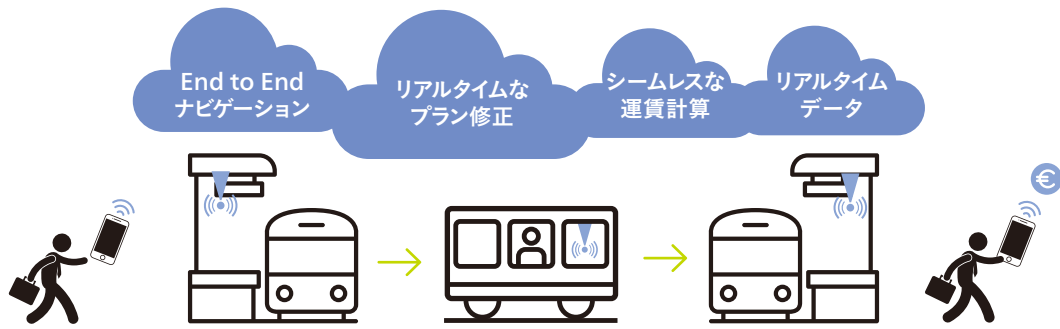 End to End
ナビゲーション
リアルタイムな
プラン修正
シームレスな
運賃計算
リアルタイム
データ
€